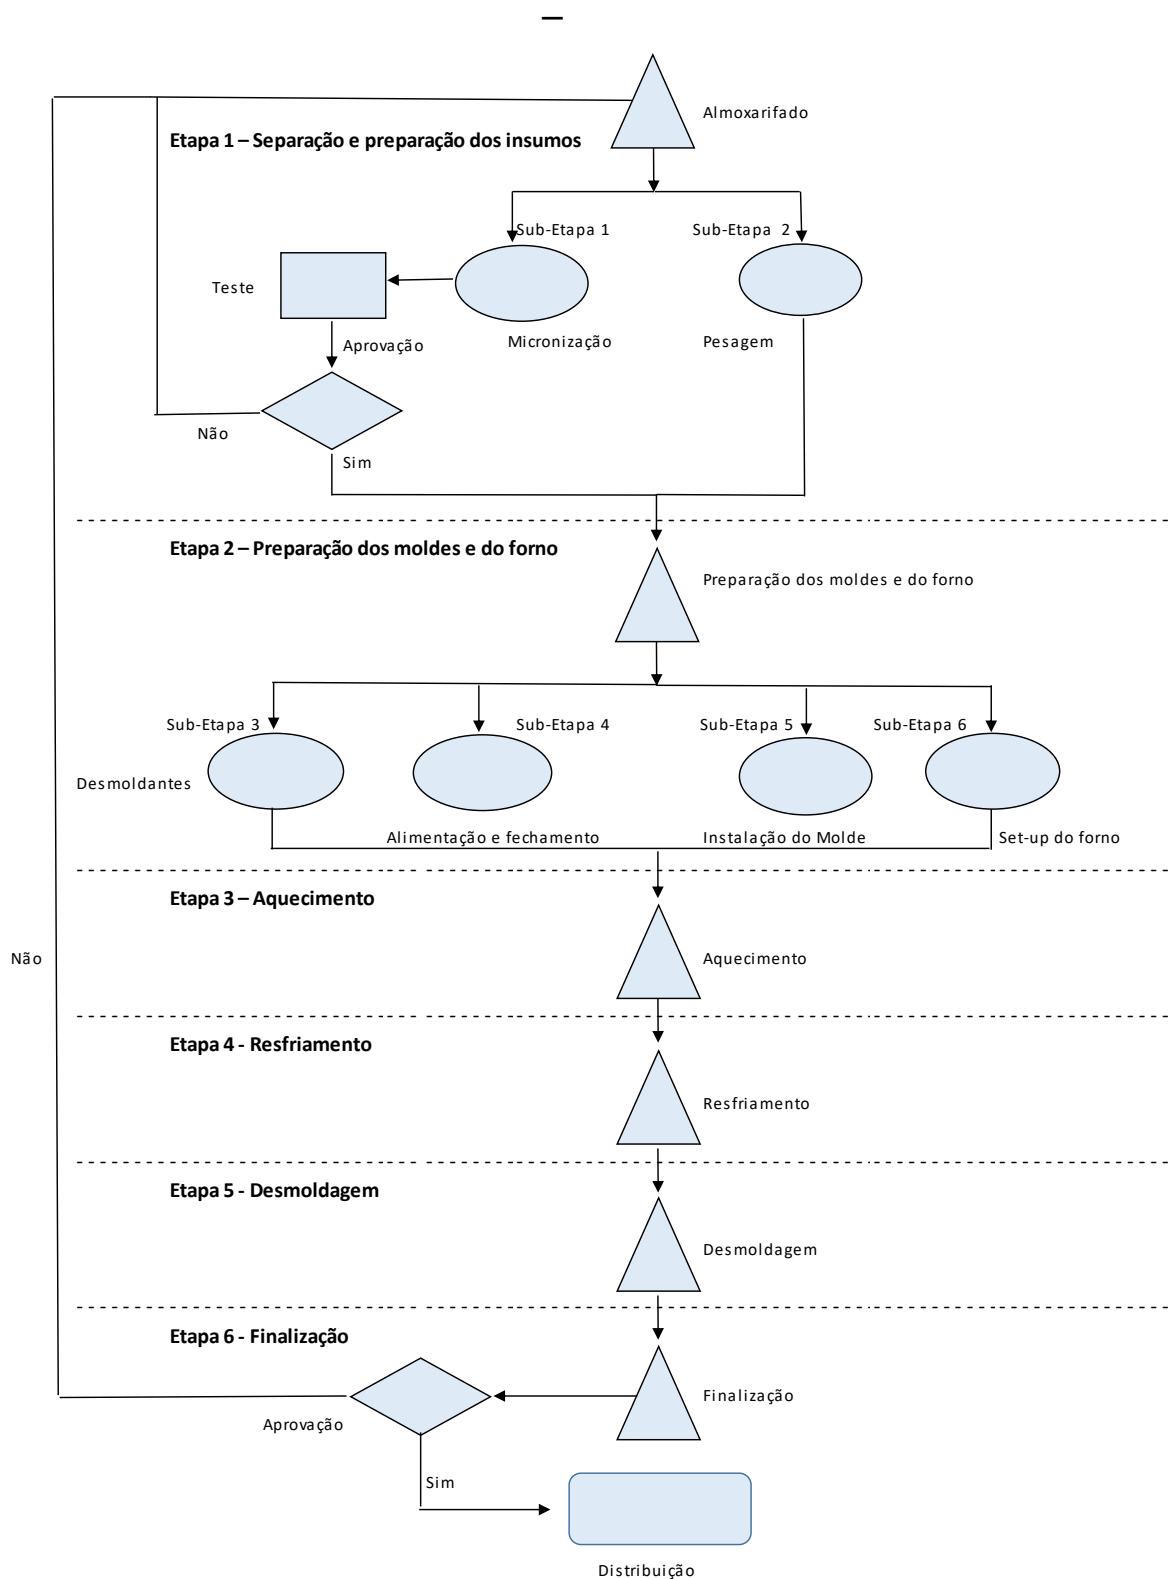 Almoxarifado
Etapa 1 – Separação e preparação dos insumos
Sub-Etapa 1
Sub-Etapa 2
Teste
Aprovação
Micronização
Pesagem
Não
Sim
Etapa 2 – Preparação dos moldes e do forno
Preparação dos moldes e do forno
Sub-Etapa 3
Sub-Etapa 4
Sub-Etapa 5
Sub-Etapa 6
Desmoldantes
Alimentação e fechamento
Instalação do Molde
Set-up do forno
Etapa 3 – Aquecimento
Não
Aquecimento
Etapa 4 - Resfriamento
Resfriamento
Etapa 5 - Desmoldagem
Desmoldagem
Etapa 6 - Finalização
Finalização
Aprovação
Sim
Distribuição